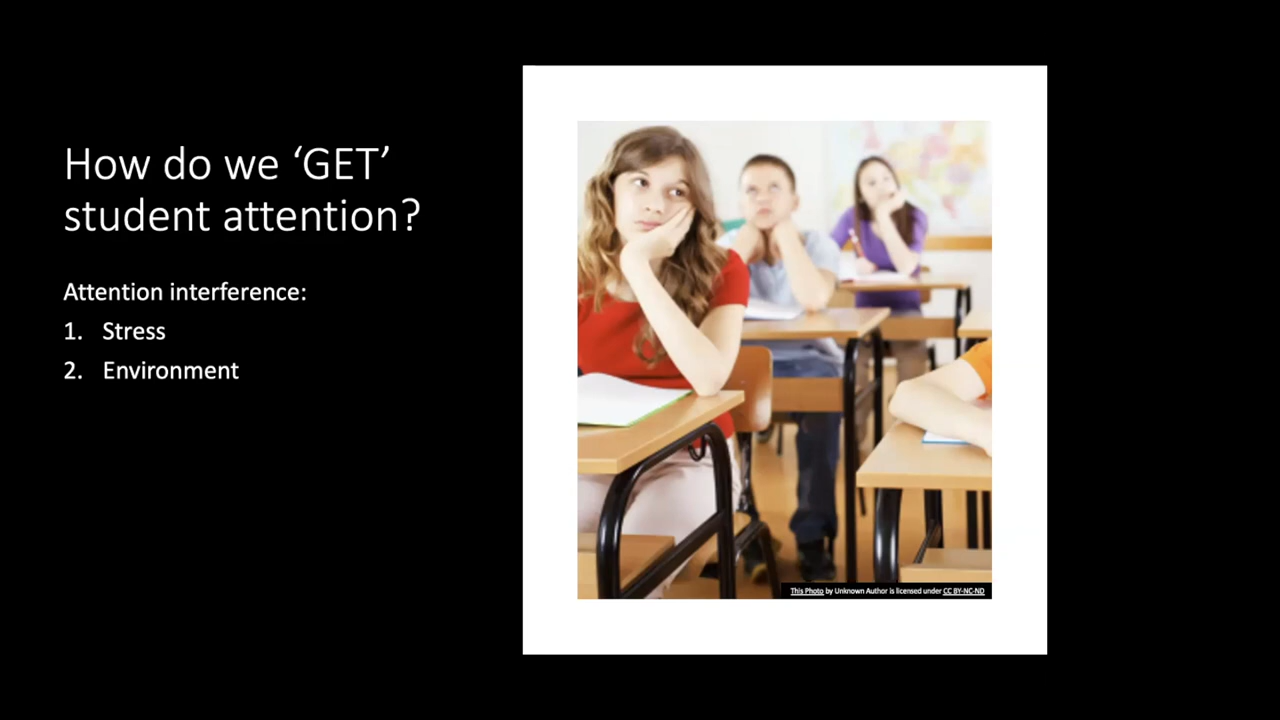 How do we ‘GET’
student attention?
Attention interference:
1. Stress
2. Environment
This Photo by Unknown Author is licensed under CC BY-NC-ND